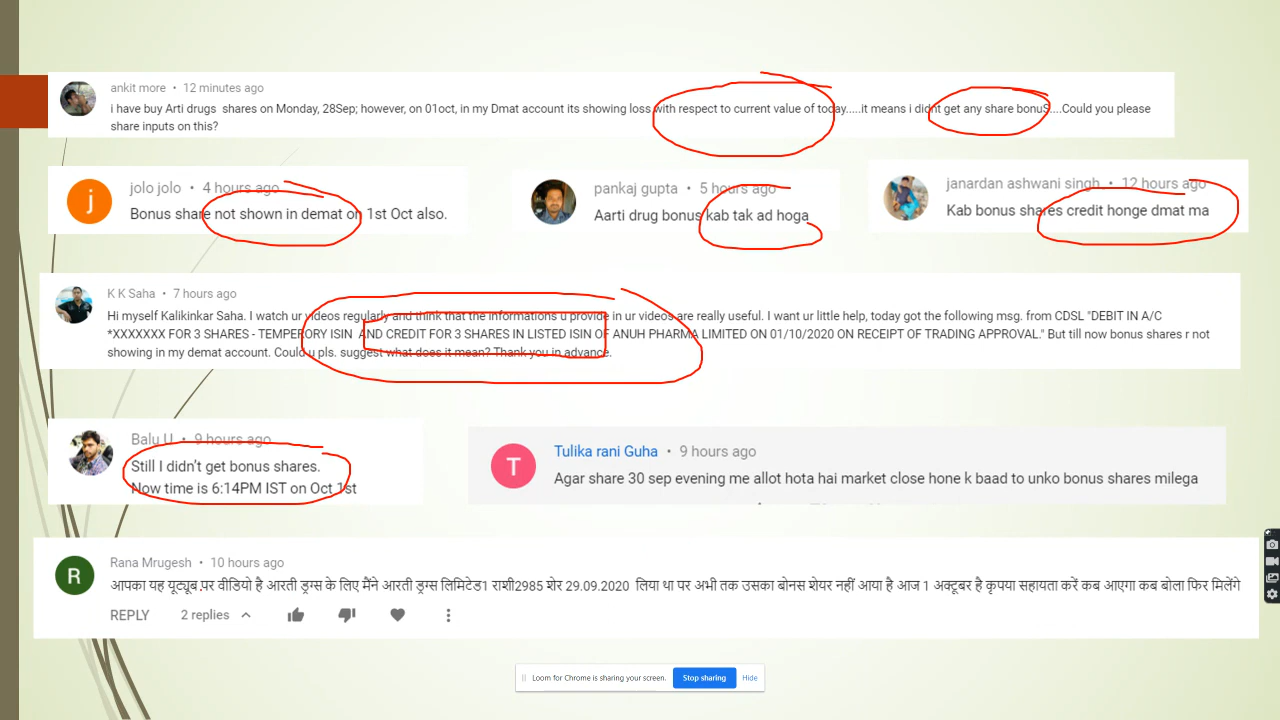 ankit more • 12 minutes ago
i have buy Arti drugs shares on Monday, 28Sep; however, on 01oct, in my Dmat account its showing loss with respect to current value of today.....it means i didnt get any share bonuS....Could you please
share inputs on this?
j
jolo jolo • 4 hours ago
Bonus share not shown in demat on 1st Oct also.
pankaj gupta • 5 hours ago
Aarti drug bonus kab tak ad hoga
janardan ashwani singh • 12 hours ago
Kab bonus shares credit honge dmat ma
K K Saha • 7 hours ago
Hi myself Kalikinkar Saha. I watch ur videos regularly and think that the informations u provide in ur videos are really useful. I want ur little help, today got the following msg. from CDSL "DEBIT IN A/C
*XXXXXXX FOR 3 SHARES - TEMPERORY ISIN AND CREDIT FOR 3 SHARES IN LISTED ISIN OF ANUH PHARMA LIMITED ON 01/10/2020 ON RECEIPT OF TRADING APPROVAL." But till now bonus shares r not
showing in my demat account. Could u pls. suggest what does it mean? Thank you in advance.
Balu U • 9 hours ago
Still I didn't get bonus shares.
Now time is 6:14PM IST on Oct 1st
T
Tulika rani Guha • 9 hours ago
Agar share 30 sep evening me allot hota hai market close hone k baad to unko bonus shares milega
R
Rana Mrugesh • 10 hours ago
आपका यह यूट्यूब पर वीडियो है आरती ड्रग्स के लिए मैंने आरती ड्रग्स लिमिटेड1 राशी2985 शेर 29.09.2020 लिया था पर अभी तक उसका बोनस शेयर नहीं आया है आज 1 अक्टूबर है कृपया सहायता करें कब आएगा कब बोला फिर मिलेंगे
REPLY 2 replies
Loom for Chrome is sharing your screen. Stop sharing Hide